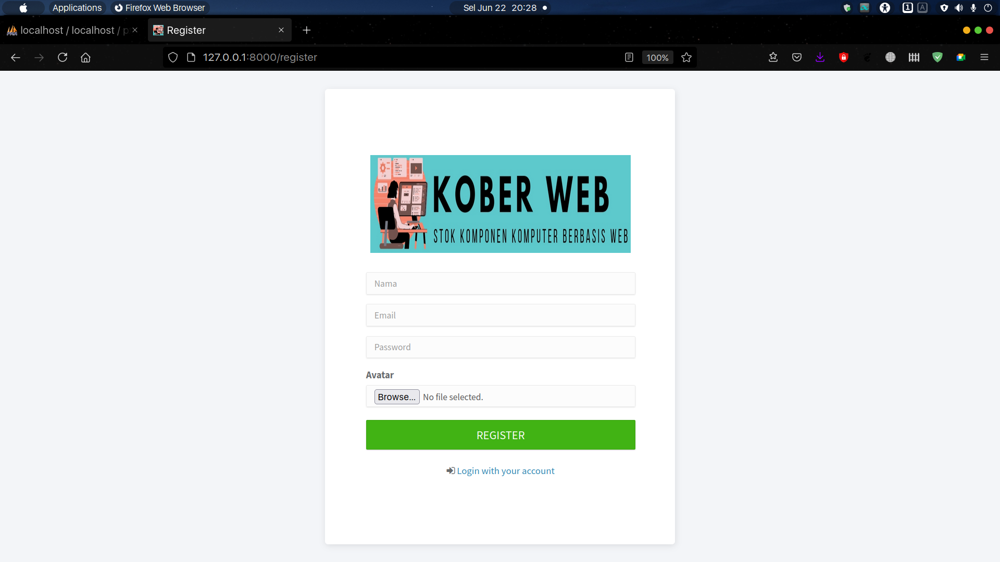 Applications
Firefox Web Browser
Sel Jun 22 20:28
1
A
localhost / localhost / p
Register
127.0.0.1:8000/register
100%
KOBER WEB
STOK KOMPONEN KOMPUTER BERBASIS WEB
Nama
Email
Password
Avatar
Browse... No file selected.
REGISTER
Login with your account